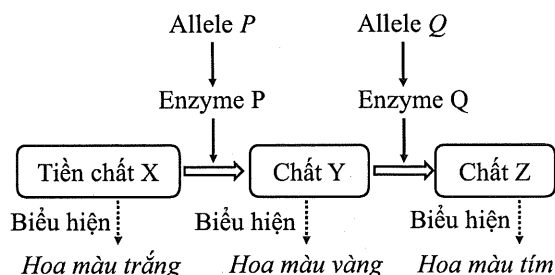 Allele P Allele Q
Enzyme P Enzyme Q
Tiền chất X Chất Y Chất Z
Biểu hiện Biểu hiện Biểu hiện
Hoa màu trắng Hoa màu vàng Hoa màu tím